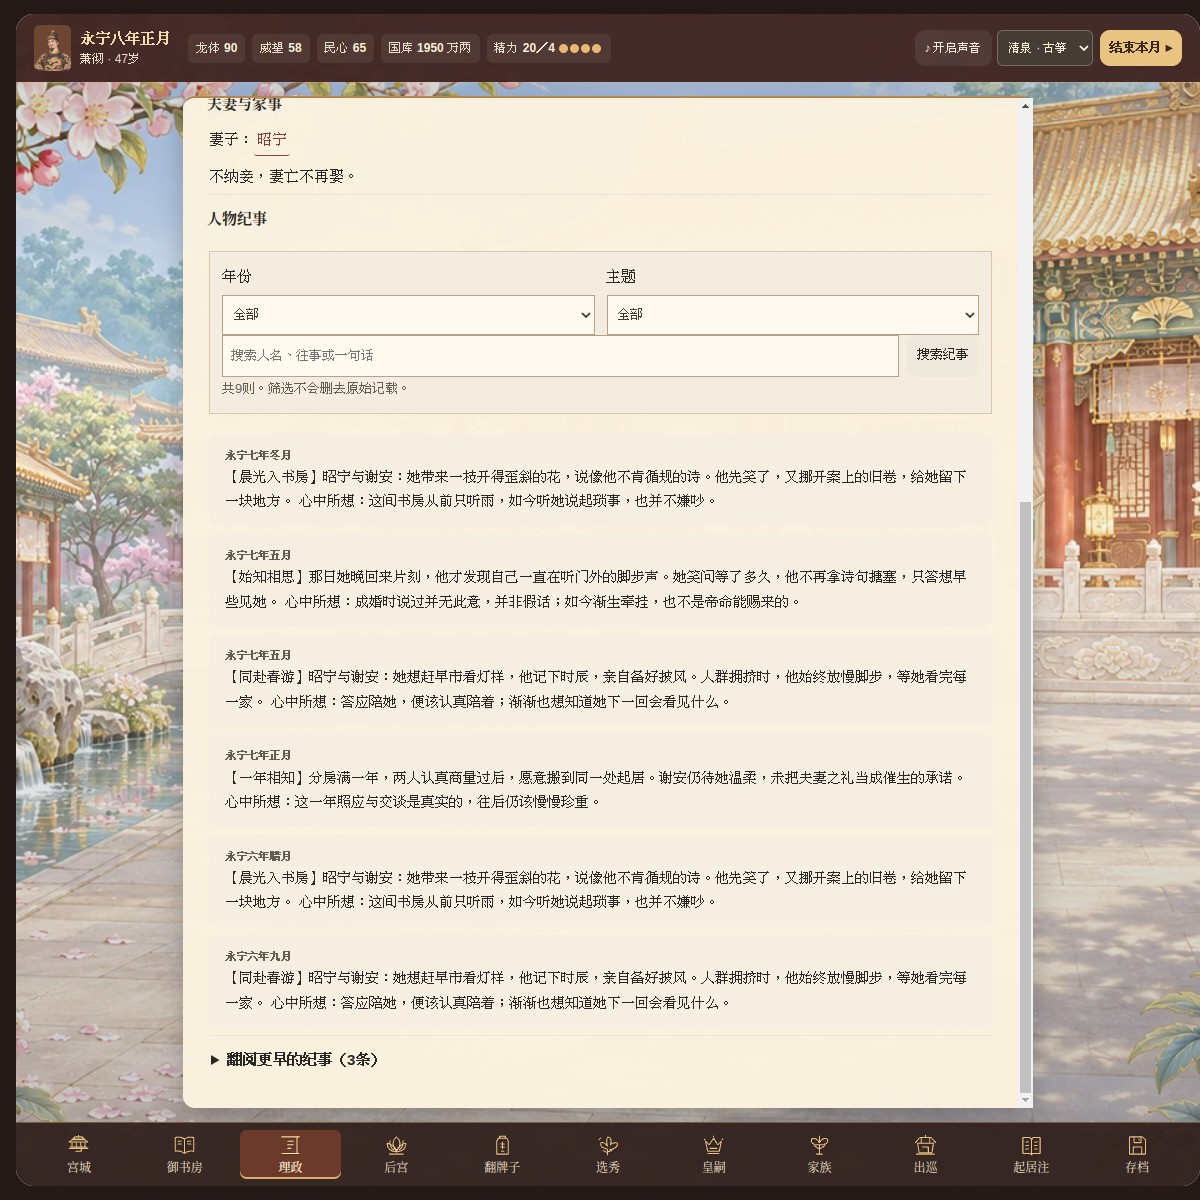 永宁八年正月
萧彻 · 47岁
龙体 90
威望 58
民心 65
国库 1950 万两
精力 20／4
♪开启声音
清泉 · 古筝
结束本月 ▸
夫妻与家事
妻子： 昭宁
不纳妾，妻亡不再娶。
人物纪事
年份
主题
全部
全部
搜索人名、往事或一句话
搜索纪事
共9则。筛选不会删去原始记载。
永宁七年冬月
【晨光入书房】昭宁与谢安：她带来一枝开得歪斜的花，说像他不肯循规的诗。他先笑了，又挪开案上的旧卷，给她留下
一块地方。 心中所想：这间书房从前只听雨，如今听她说起琐事，也并不嫌吵。
永宁七年五月
【始知相思】那日她晚回来片刻，他才发现自己一直在听门外的脚步声。她笑问等了多久，他不再拿诗句搪塞，只答想早
些见她。 心中所想：成婚时说过并无此意，并非假话；如今渐生牵挂，也不是帝命能赐来的。
永宁七年五月
【同赴春游】昭宁与谢安：她想赶早市看灯样，他记下时辰，亲自备好披风。人群拥挤时，他始终放慢脚步，等她看完每
一家。 心中所想：答应陪她，便该认真陪着；渐渐也想知道她下一回会看见什么。
永宁七年正月
【一年相知】分房满一年，两人认真商量过后，愿意搬到同一处起居。谢安仍待她温柔，未把夫妻之礼当成催生的承诺。
心中所想：这一年照应与交谈是真实的，往后仍该慢慢珍重。
永宁六年腊月
【晨光入书房】昭宁与谢安：她带来一枝开得歪斜的花，说像他不肯循规的诗。他先笑了，又挪开案上的旧卷，给她留下
一块地方。 心中所想：这间书房从前只听雨，如今听她说起琐事，也并不嫌吵。
永宁六年九月
【同赴春游】昭宁与谢安：她想赶早市看灯样，他记下时辰，亲自备好披风。人群拥挤时，他始终放慢脚步，等她看完每
一家。 心中所想：答应陪她，便该认真陪着；渐渐也想知道她下一回会看见什么。
▶ 翻阅更早的纪事（3条）
宫城
御书房
理政
后宫
翻牌子
选秀
皇嗣
家族
出巡
起居注
存档